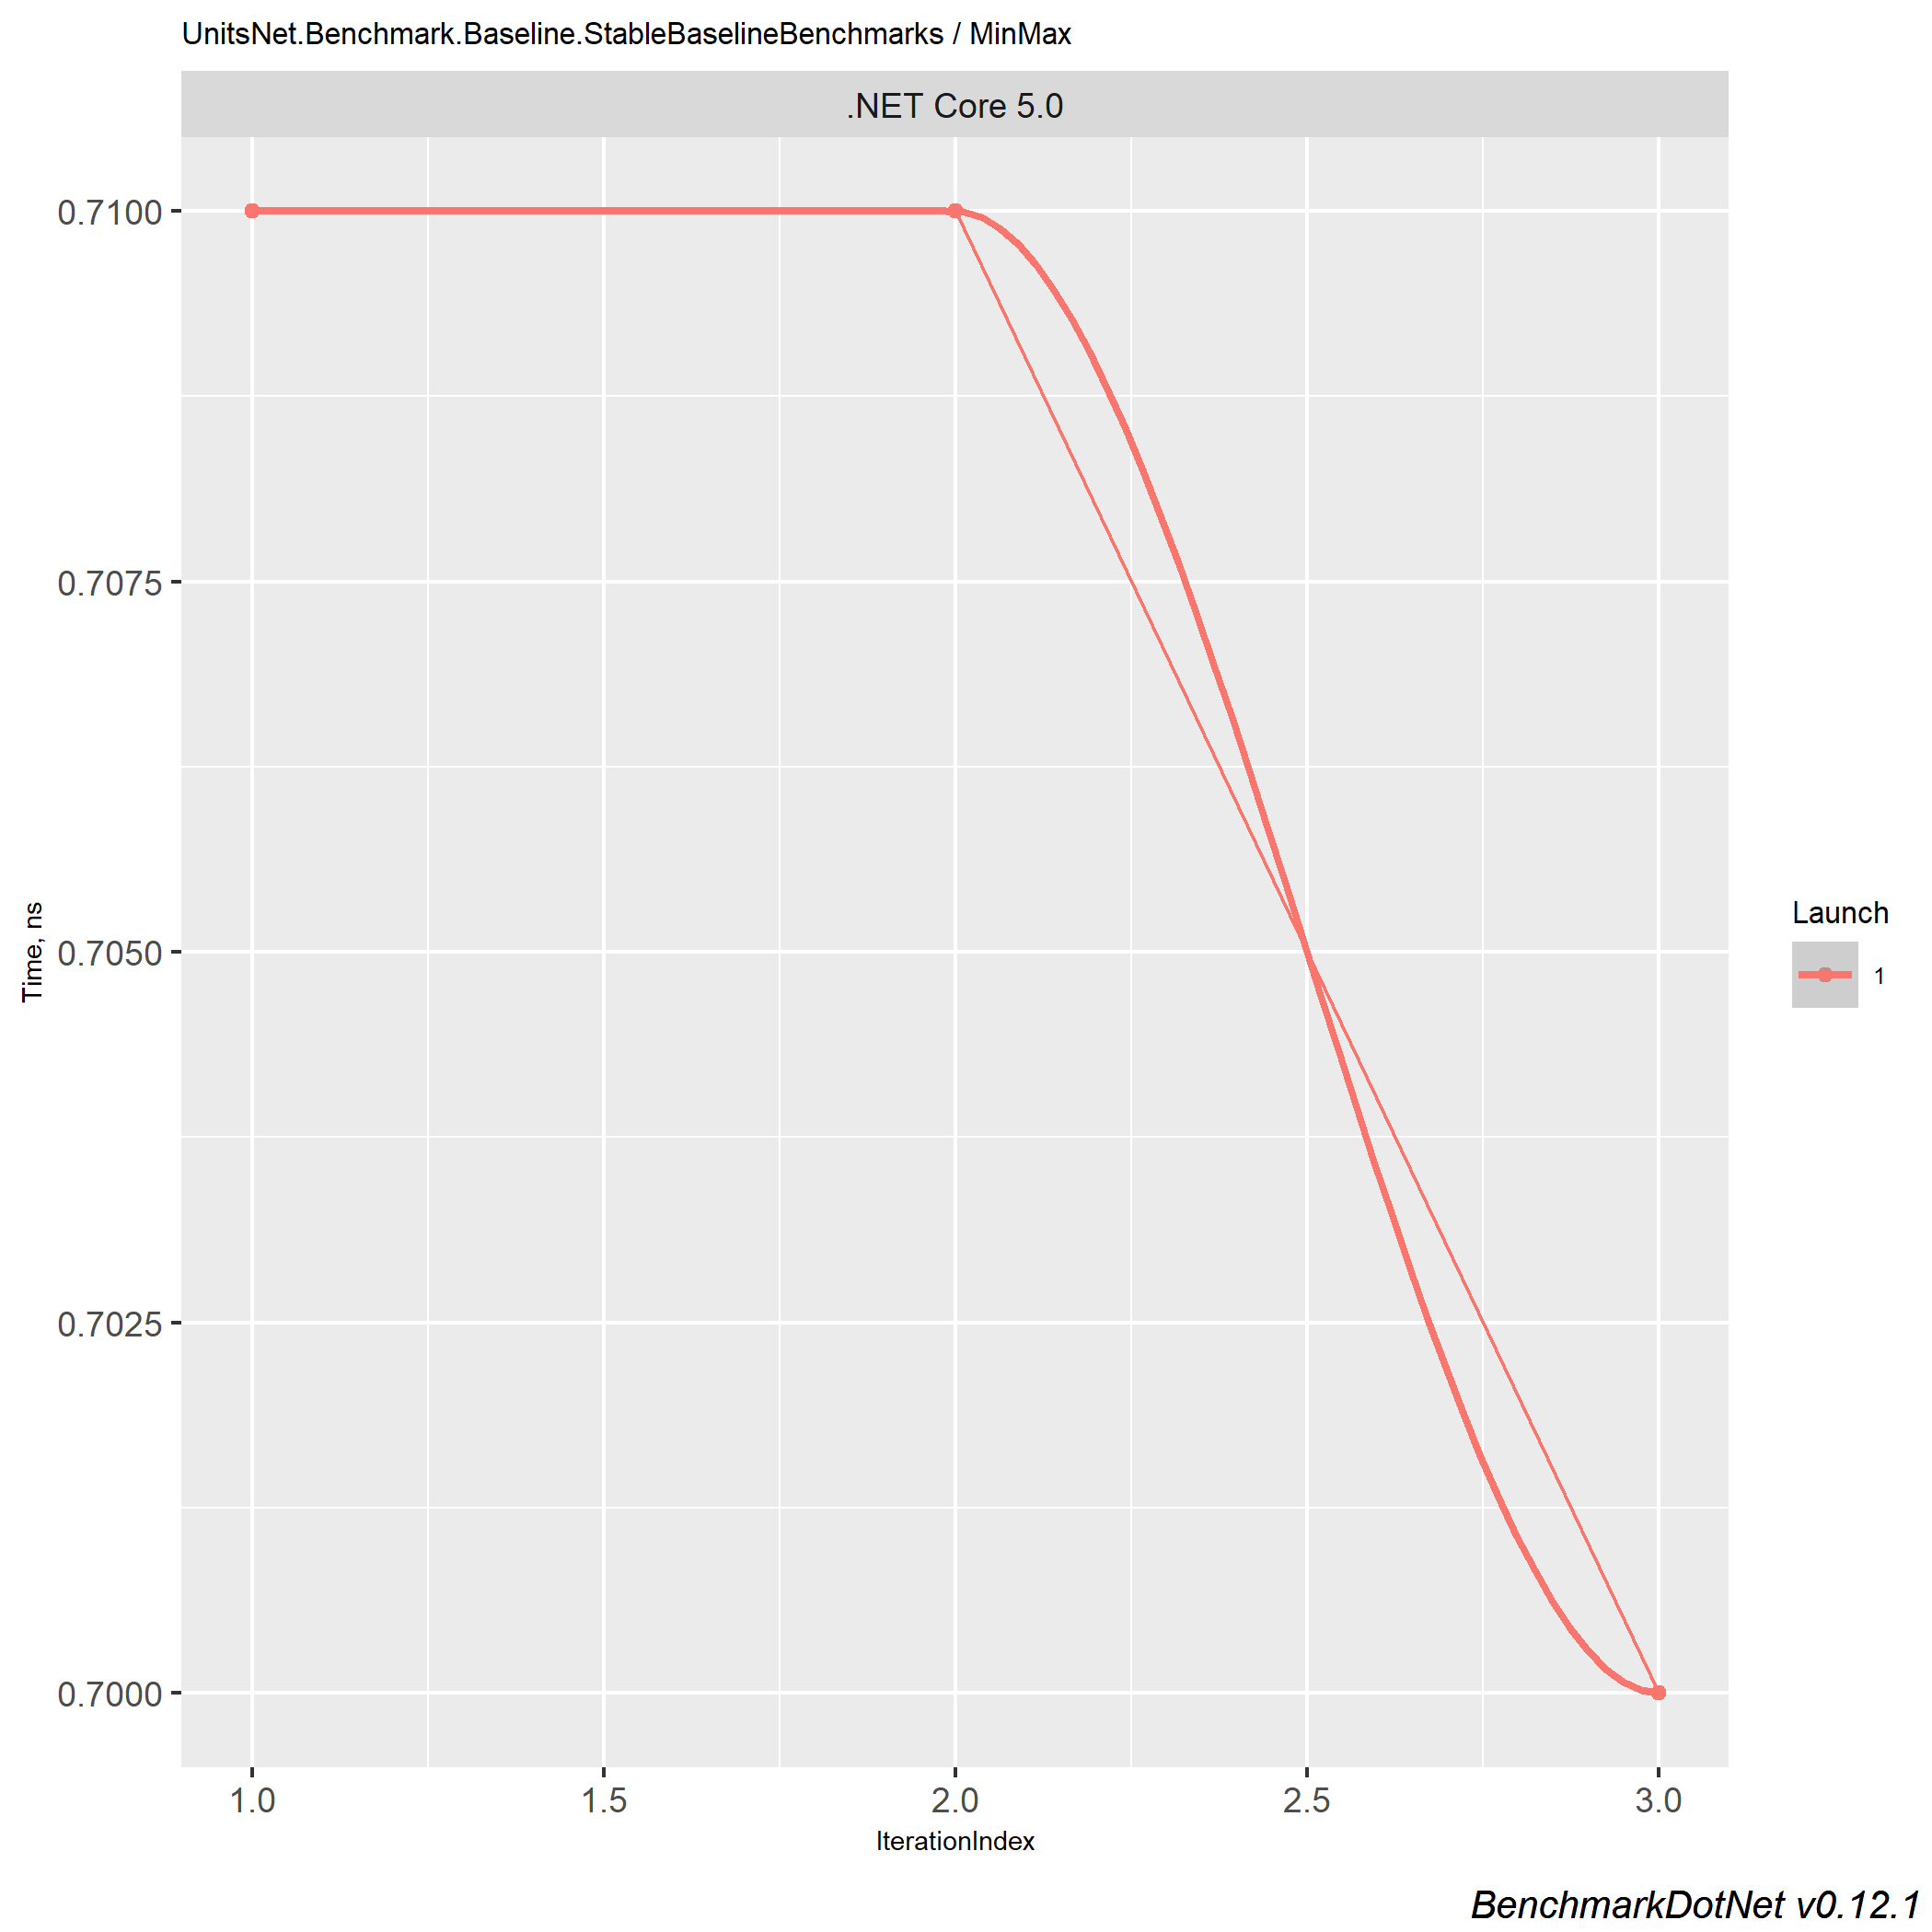 UnitsNet.Benchmark.Baseline.StableBaselineBenchmarks / MinMax
.NET Core 5.0
0.7100
0.7075
0.7050
0.7025
0.7000
Time, ns
1.0 1.5 2.0 2.5 3.0
IterationIndex
Launch
1
BenchmarkDotNet v0.12.1